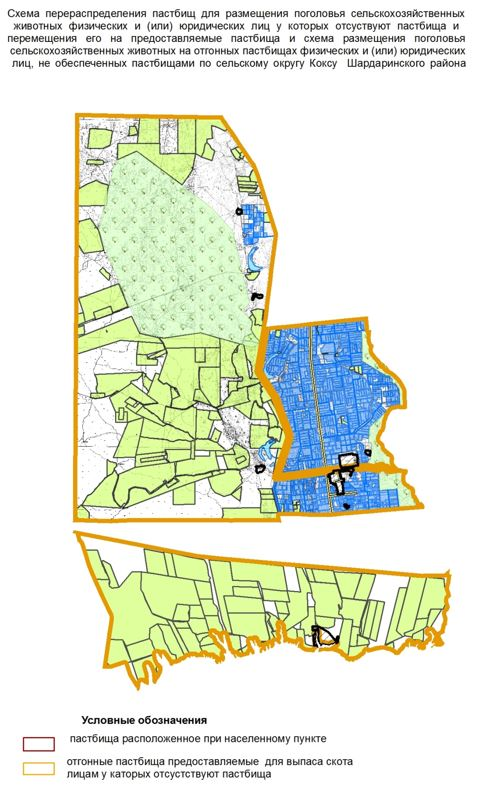 Схема перераспределения пастбищ для размещения поголовья сельскохозяйственных
животных физических и (или) юридических лиц у которых отсуствуют пастбища и
перемещения его на предоставляемые пастбища и схема размещения поголовья
сельскохозяйственных животных на отгонных пастбищах физических и (или) юридических
лиц, не обеспеченных пастбищами по сельскому округу Коксу Шардаринского района
Условные обозначения
пастбища расположенное при населенному пункте
отгонные пастбища предоставляемые для выпаса скота
лицам у каторых отсустствуют пастбища